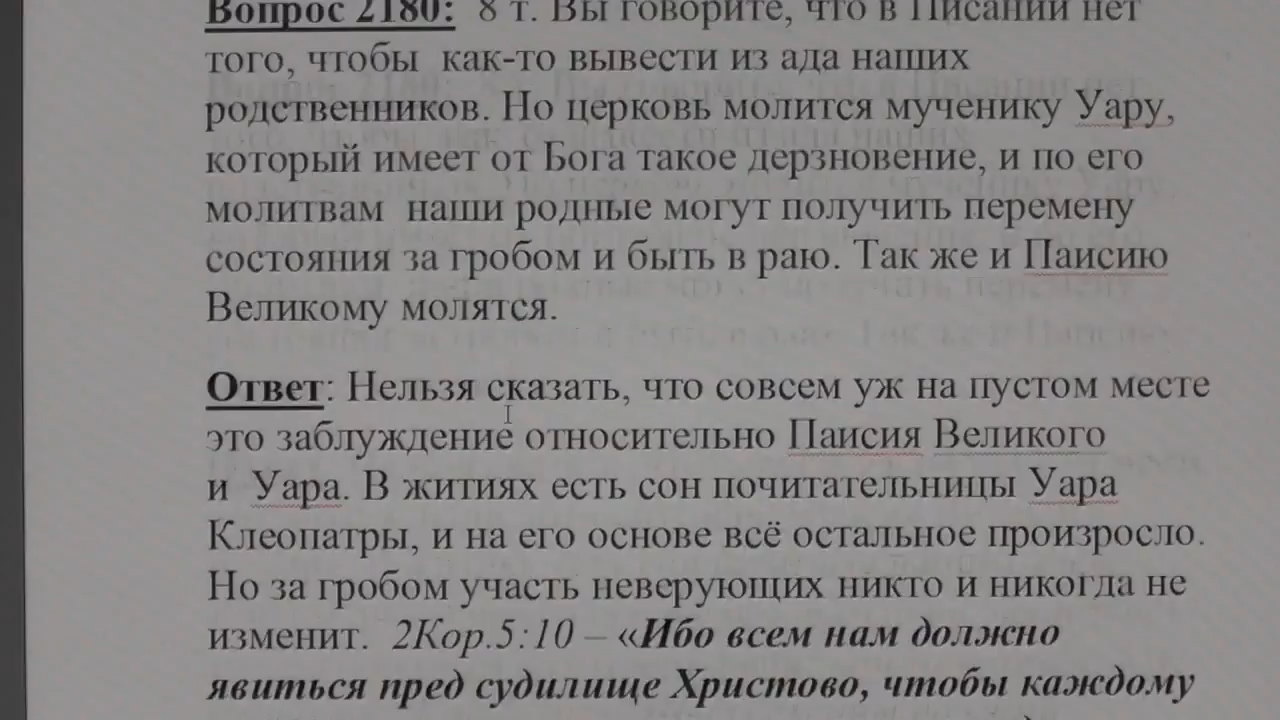 Вопрос 2180: 8 т. Вы говорите, что в Писании нет
того, чтобы как-то вывести из ада наших
родственников. Но церковь молится мученику Уару,
который имеет от Бога такое дерзновение, и по его
молитвам наши родные могут получить перемену
состояния за гробом и быть в раю. Так же и Паисию
Великому молятся.
Ответ: Нельзя сказать, что совсем уж на пустом месте
это заблуждение относительно Паисия Великого
и Уара. В житиях есть сон почитательницы Уара
Клеопатры, и на его основе всё остальное произросло.
Но за гробом участь неверующих никто и никогда не
изменит. 2Кор.5:10 – «Ибо всем нам должно
явиться пред судилище Христово, чтобы каждому